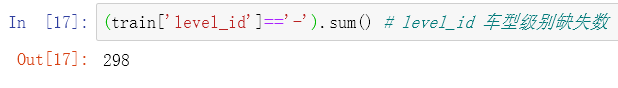 In [17]: (train['level_id']=='-').sum() # level_id 车型级别缺失数
Out[17]: 298